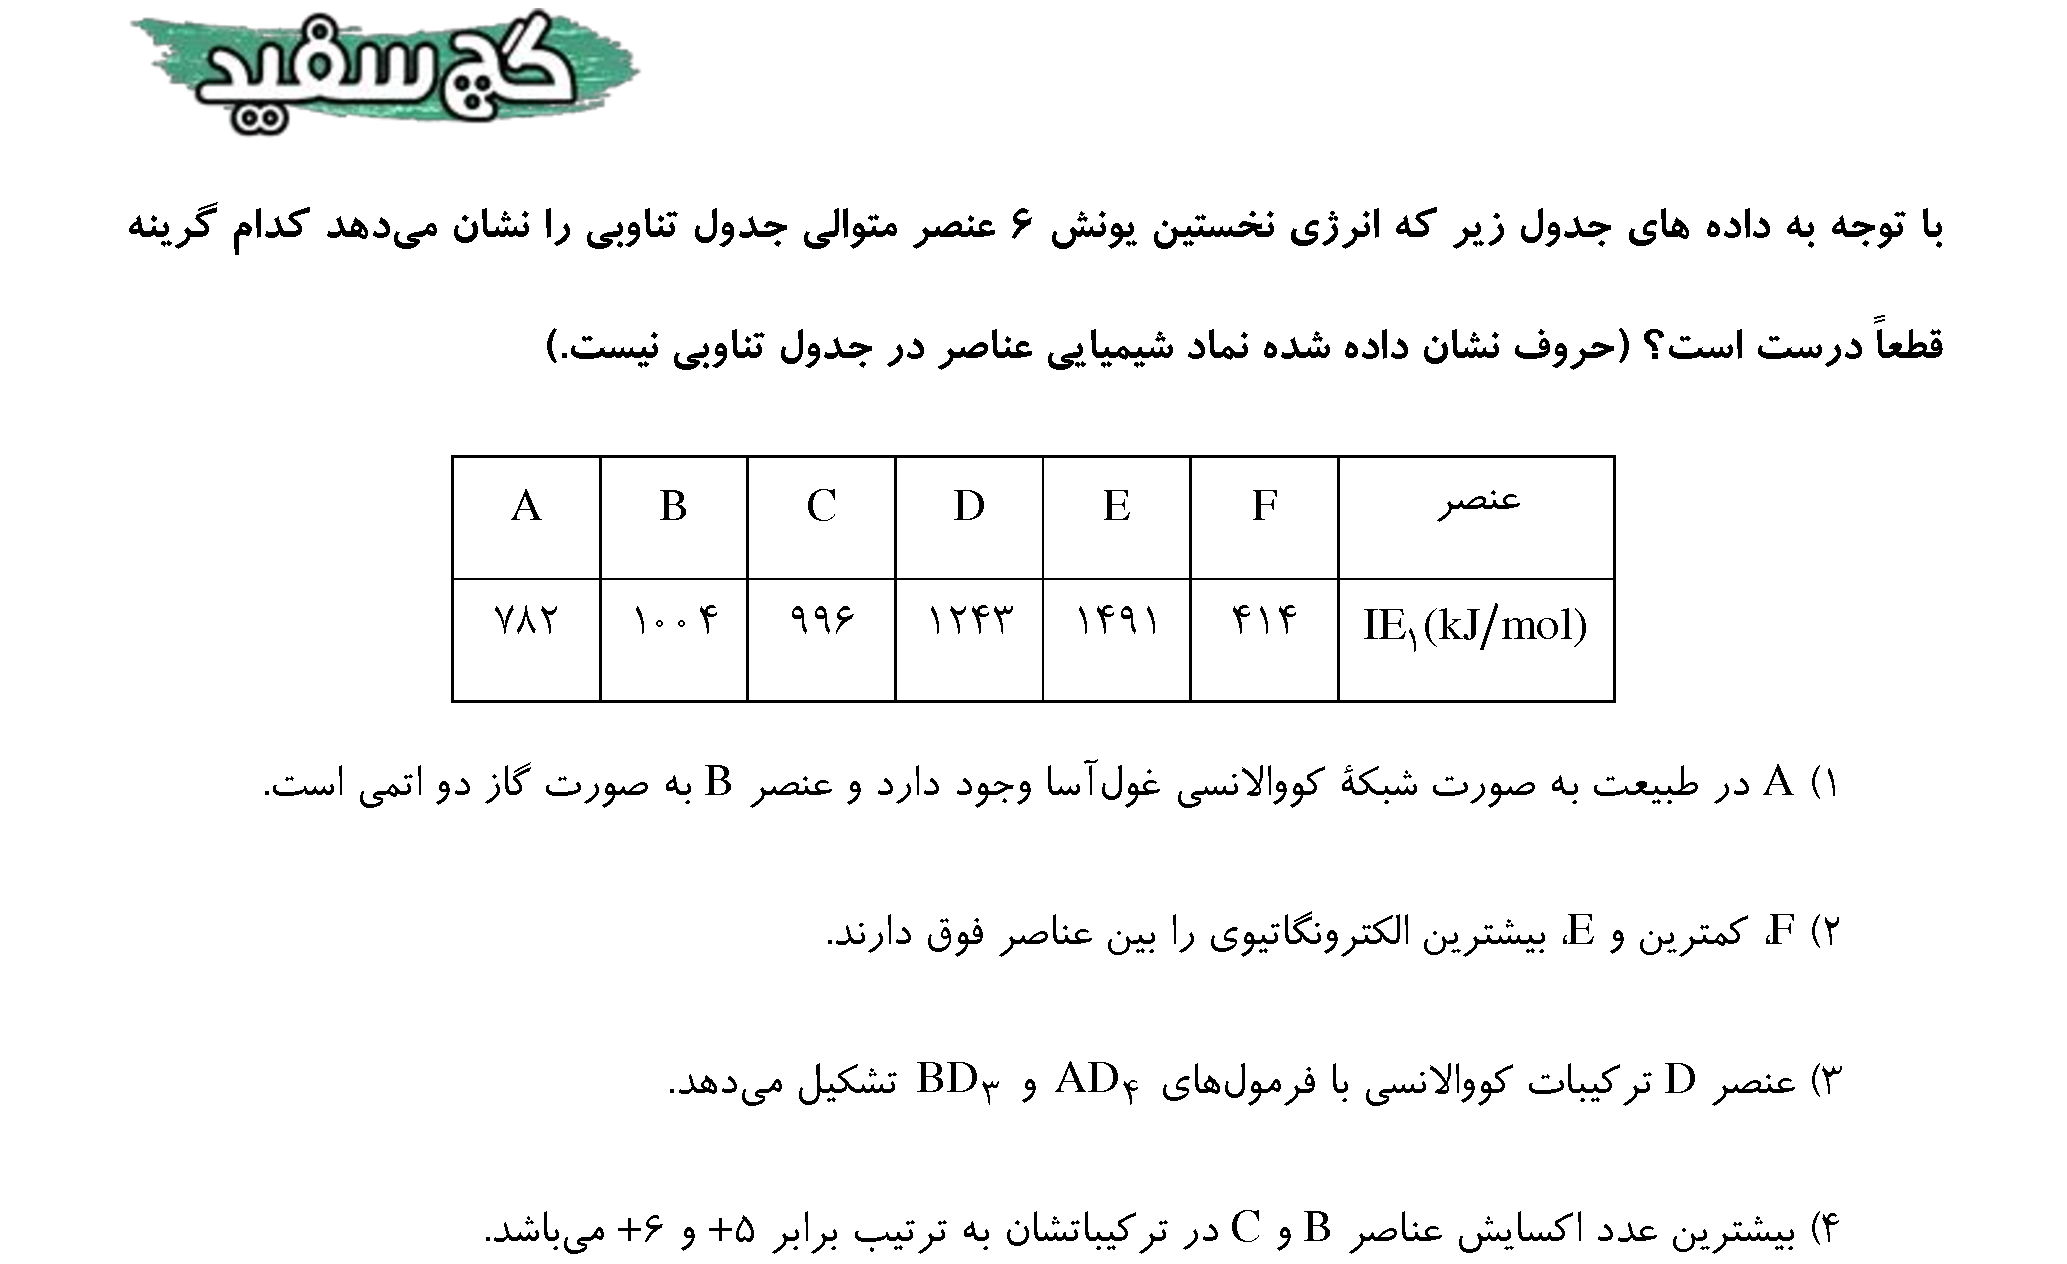 گچ سفید
با توجه به داده های جدول زیر که انرژی نخستین یونش ۶ عنصر متوالی جدول تناوبی را نشان می‌دهد کدام گرینه
قطعاً درست است؟ (حروف نشان داده شده نماد شیمیایی عناصر در جدول تناوبی نیست.)
A B C D E F عنصر
۷۸۲ ۱۰۰۴ ۹۹۶ ۱۲۴۳ ۱۴۹۱ ۴۱۴ IE۱(kJ/mol)
۱) A در طبیعت به صورت شبکهٔ کووالانسی غول‌آسا وجود دارد و عنصر B به صورت گاز دو اتمی است.
۲) F، کمترین و E، بیشترین الکترونگاتیوی را بین عناصر فوق دارند.
۳) عنصر D ترکیبات کووالانسی با فرمول‌های AD۴ و BD۳ تشکیل می‌دهد.
۴) بیشترین عدد اکسایش عناصر B و C در ترکیباتشان به ترتیب برابر ۵+ و ۶+ می‌باشد.